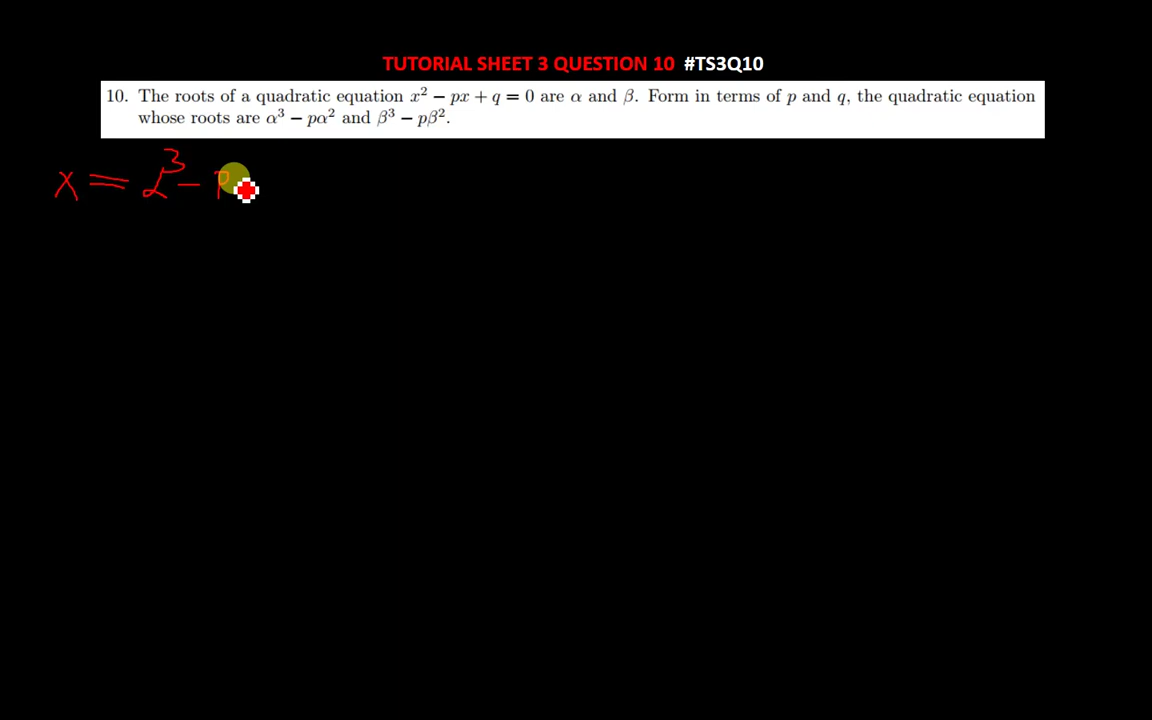 TUTORIAL SHEET 3 QUESTION 10 #TS3Q10
10. The roots of a quadratic equation x² − px + q = 0 are α and β. Form in terms of p and q, the quadratic equation
whose roots are α³ − pα² and β³ − pβ².
x = α³ − p